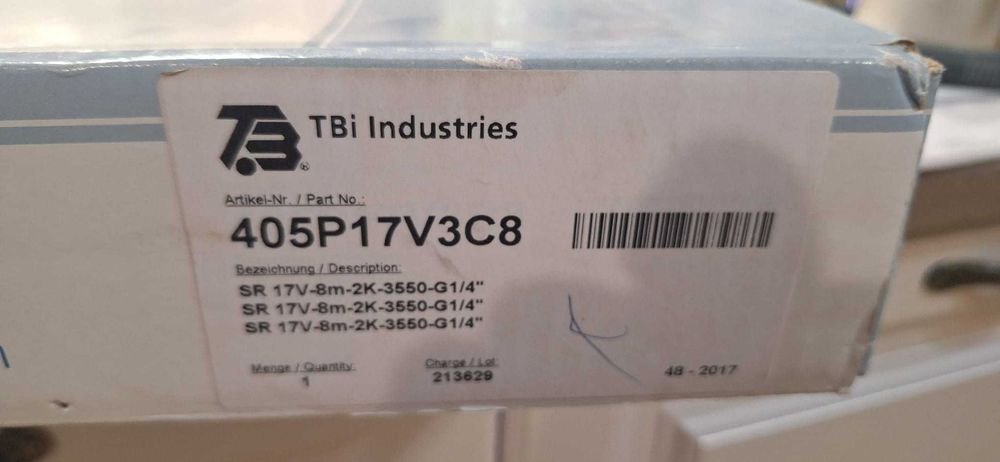 TBi Industries
Artikel-Nr. / Part No.:
405P17V3C8
Bezeichnung / Description:
SR 17V-8m-2K-3550-G1/4"
SR 17V-8m-2K-3550-G1/4"
SR 17V-8m-2K-3550-G1/4"
Menge / Quantity:
1
Charge / Lot:
213629
48 - 2017